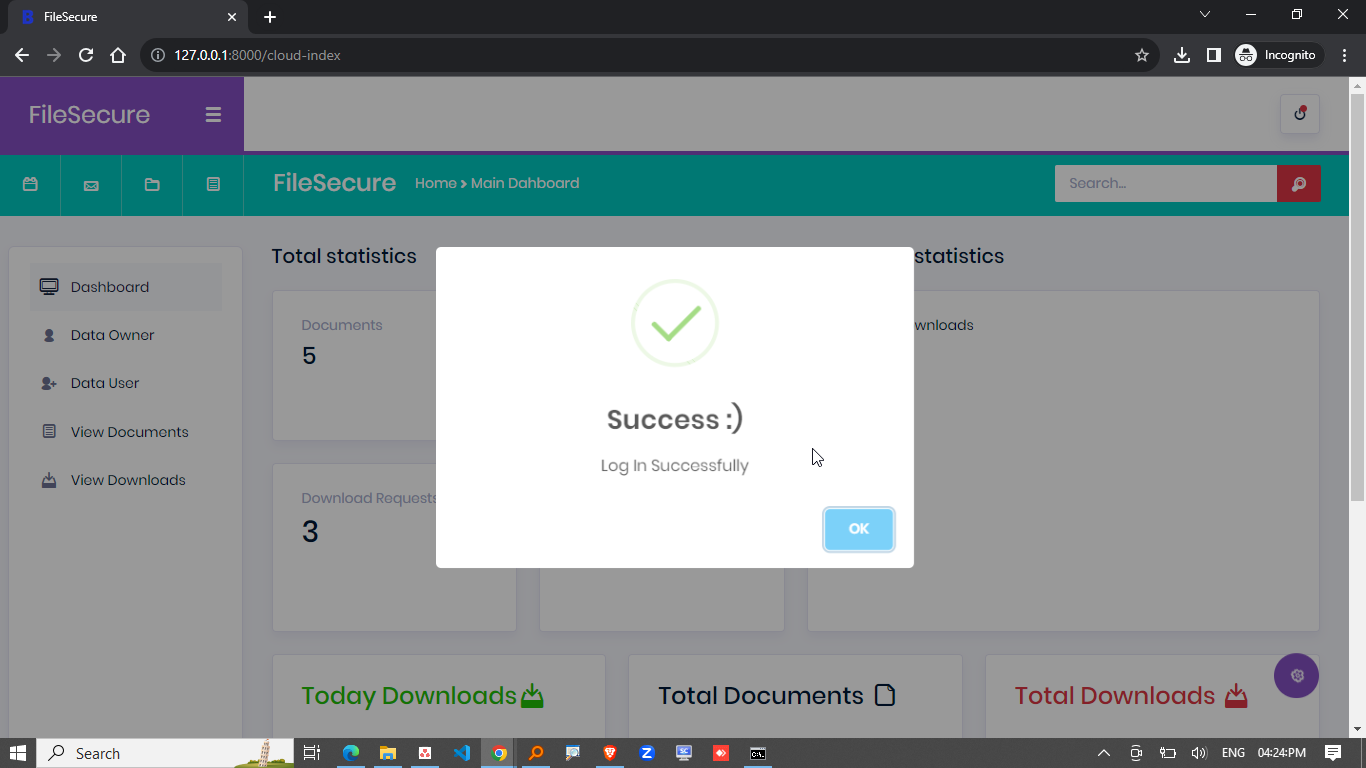 FileSecure
127.0.0.1:8000/cloud-index
Incognito
FileSecure
FileSecure
Home > Main Dahboard
Search...
Dashboard
Data Owner
Data User
View Documents
View Downloads
Total statistics
statistics
Documents
5
wnloads
Download Requests
3
Success :)
Log In Successfully
OK
Today Downloads
Total Documents
Total Downloads
Search
ENG
04:24:PM